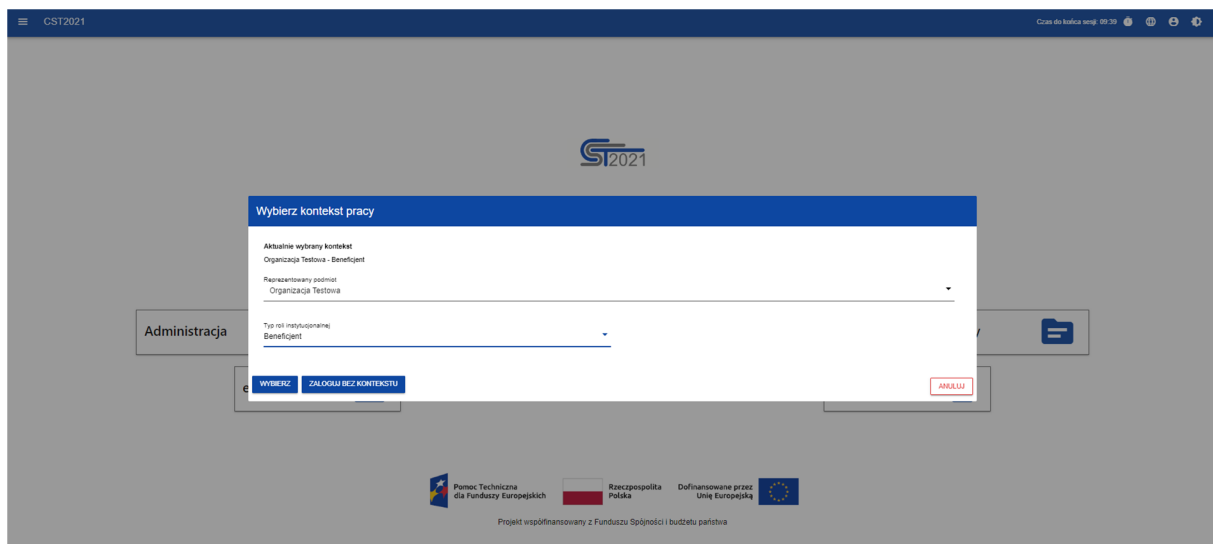 CST2021
Czas do końca sesji: 09:39
ST2021
Wybierz kontekst pracy
Aktualnie wybrany kontekst
Organizacja Testowa - Beneficjent
Reprezentowany podmiot
Organizacja Testowa
Typ roli instytucjonalnej
Beneficjent
Administracja
y
WYBIERZ
ZALOGUJ BEZ KONTEKSTU
ANULUJ
e
Pomoc Techniczna
dla Funduszy Europejskich
Rzeczpospolita
Polska
Dofinansowane przez
Unię Europejską
Projekt współfinansowany z Funduszu Spójności i budżetu państwa